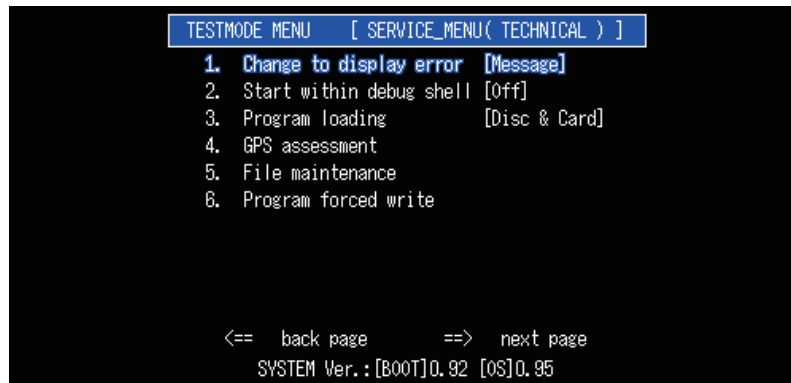 TESTMODE MENU [ SERVICE_MENU( TECHNICAL ) ]
1. Change to display error [Message]
2. Start within debug shell [Off]
3. Program loading [Disc & Card]
4. GPS assessment
5. File maintenance
6. Program forced write
<== back page ==> next page
SYSTEM Ver.:[BOOT]0.92 [OS]0.95